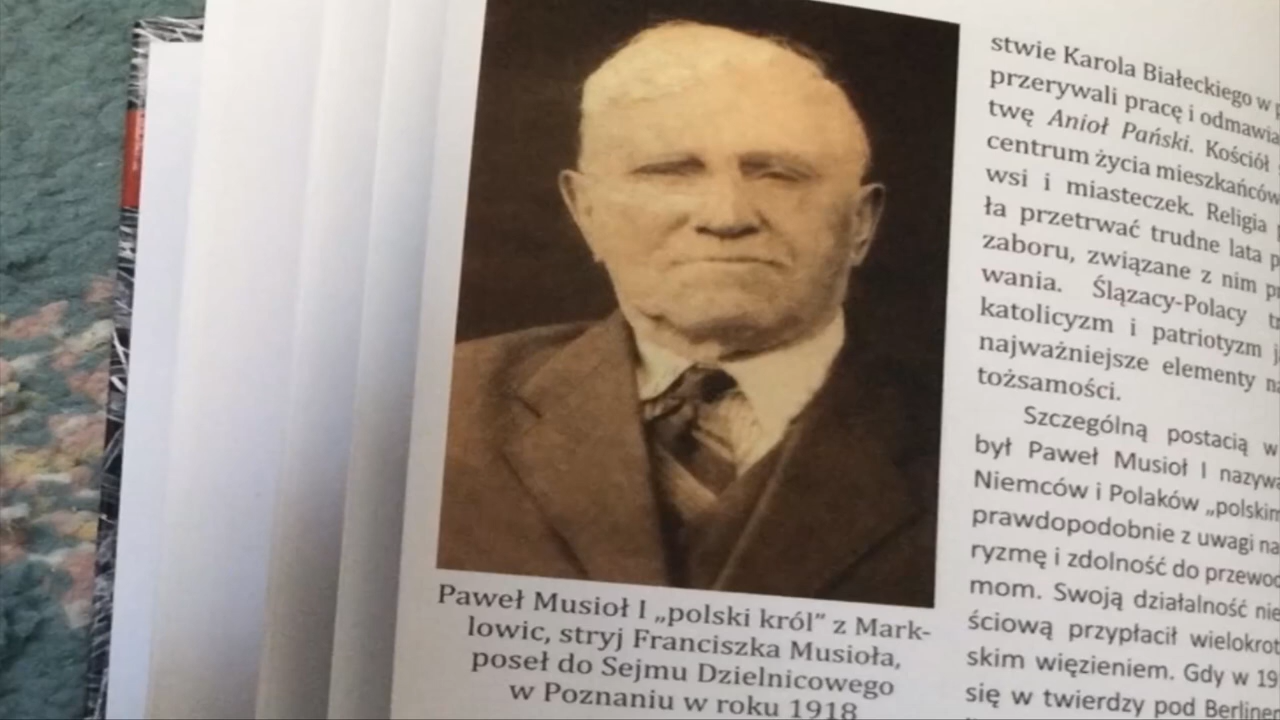 Paweł Musioł I „polski król” z Mark-
lowic, stryj Franciszka Musioła,
poseł do Sejmu Dzielnicowego
w Poznaniu w roku 1918
stwie Karola Białeckiego w
przerywali pracę i odmawia
twę Anioł Pański. Kościół
centrum życia mieszkańców
wsi i miasteczek. Religia
ła przetrwać trudne lata
zaboru, związane z nim
wania. Ślązacy-Polacy
katolicyzm i patriotyzm
najważniejsze elementy
tożsamości.
Szczególną postacią w
był Paweł Musioł I nazywa
Niemców i Polaków „polskim
prawdopodobnie z uwagi na
ryzmę i zdolność do przewod
mom. Swoją działalność nie
ściową przypłacił wielokrot
skim więzieniem. Gdy w 19
się w twierdzy pod Berlinem